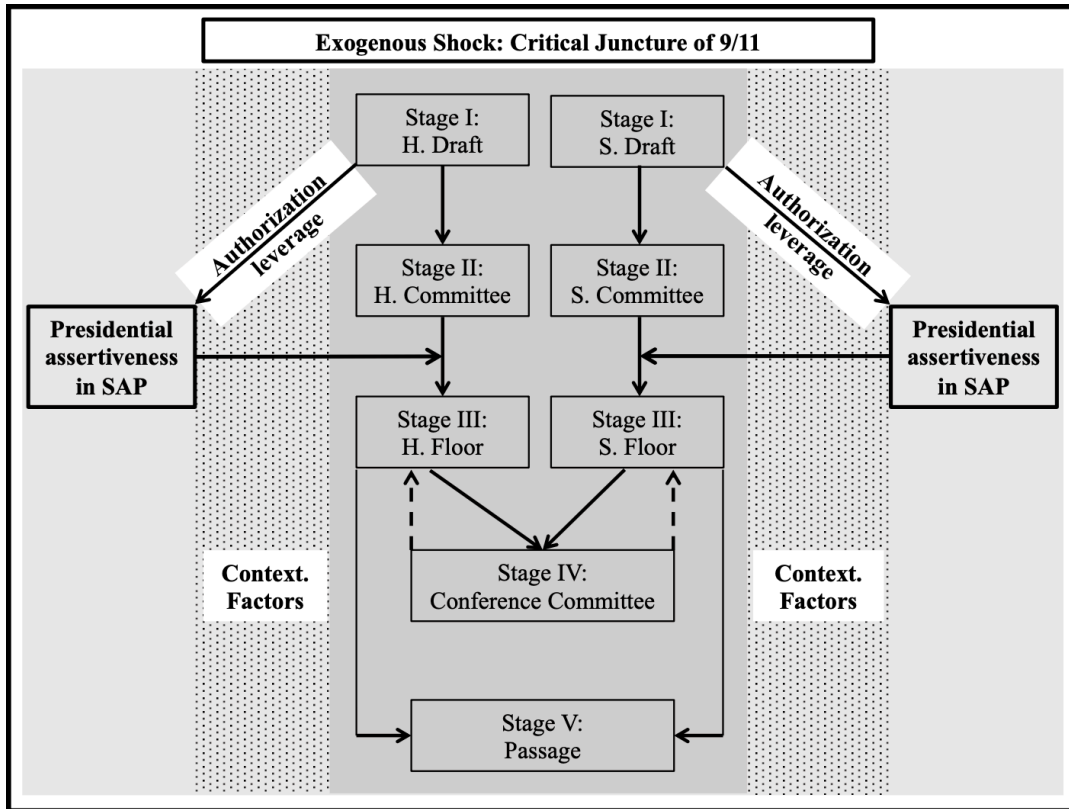 Exogenous Shock: Critical Juncture of 9/11
Stage I:
H. Draft
Stage I:
S. Draft
Authorization
leverage
Authorization
leverage
Stage II:
H. Committee
Stage II:
S. Committee
Presidential
assertiveness
in SAP
Presidential
assertiveness
in SAP
Stage III:
H. Floor
Stage III:
S. Floor
Context.
Factors
Stage IV:
Conference Committee
Context.
Factors
Stage V:
Passage